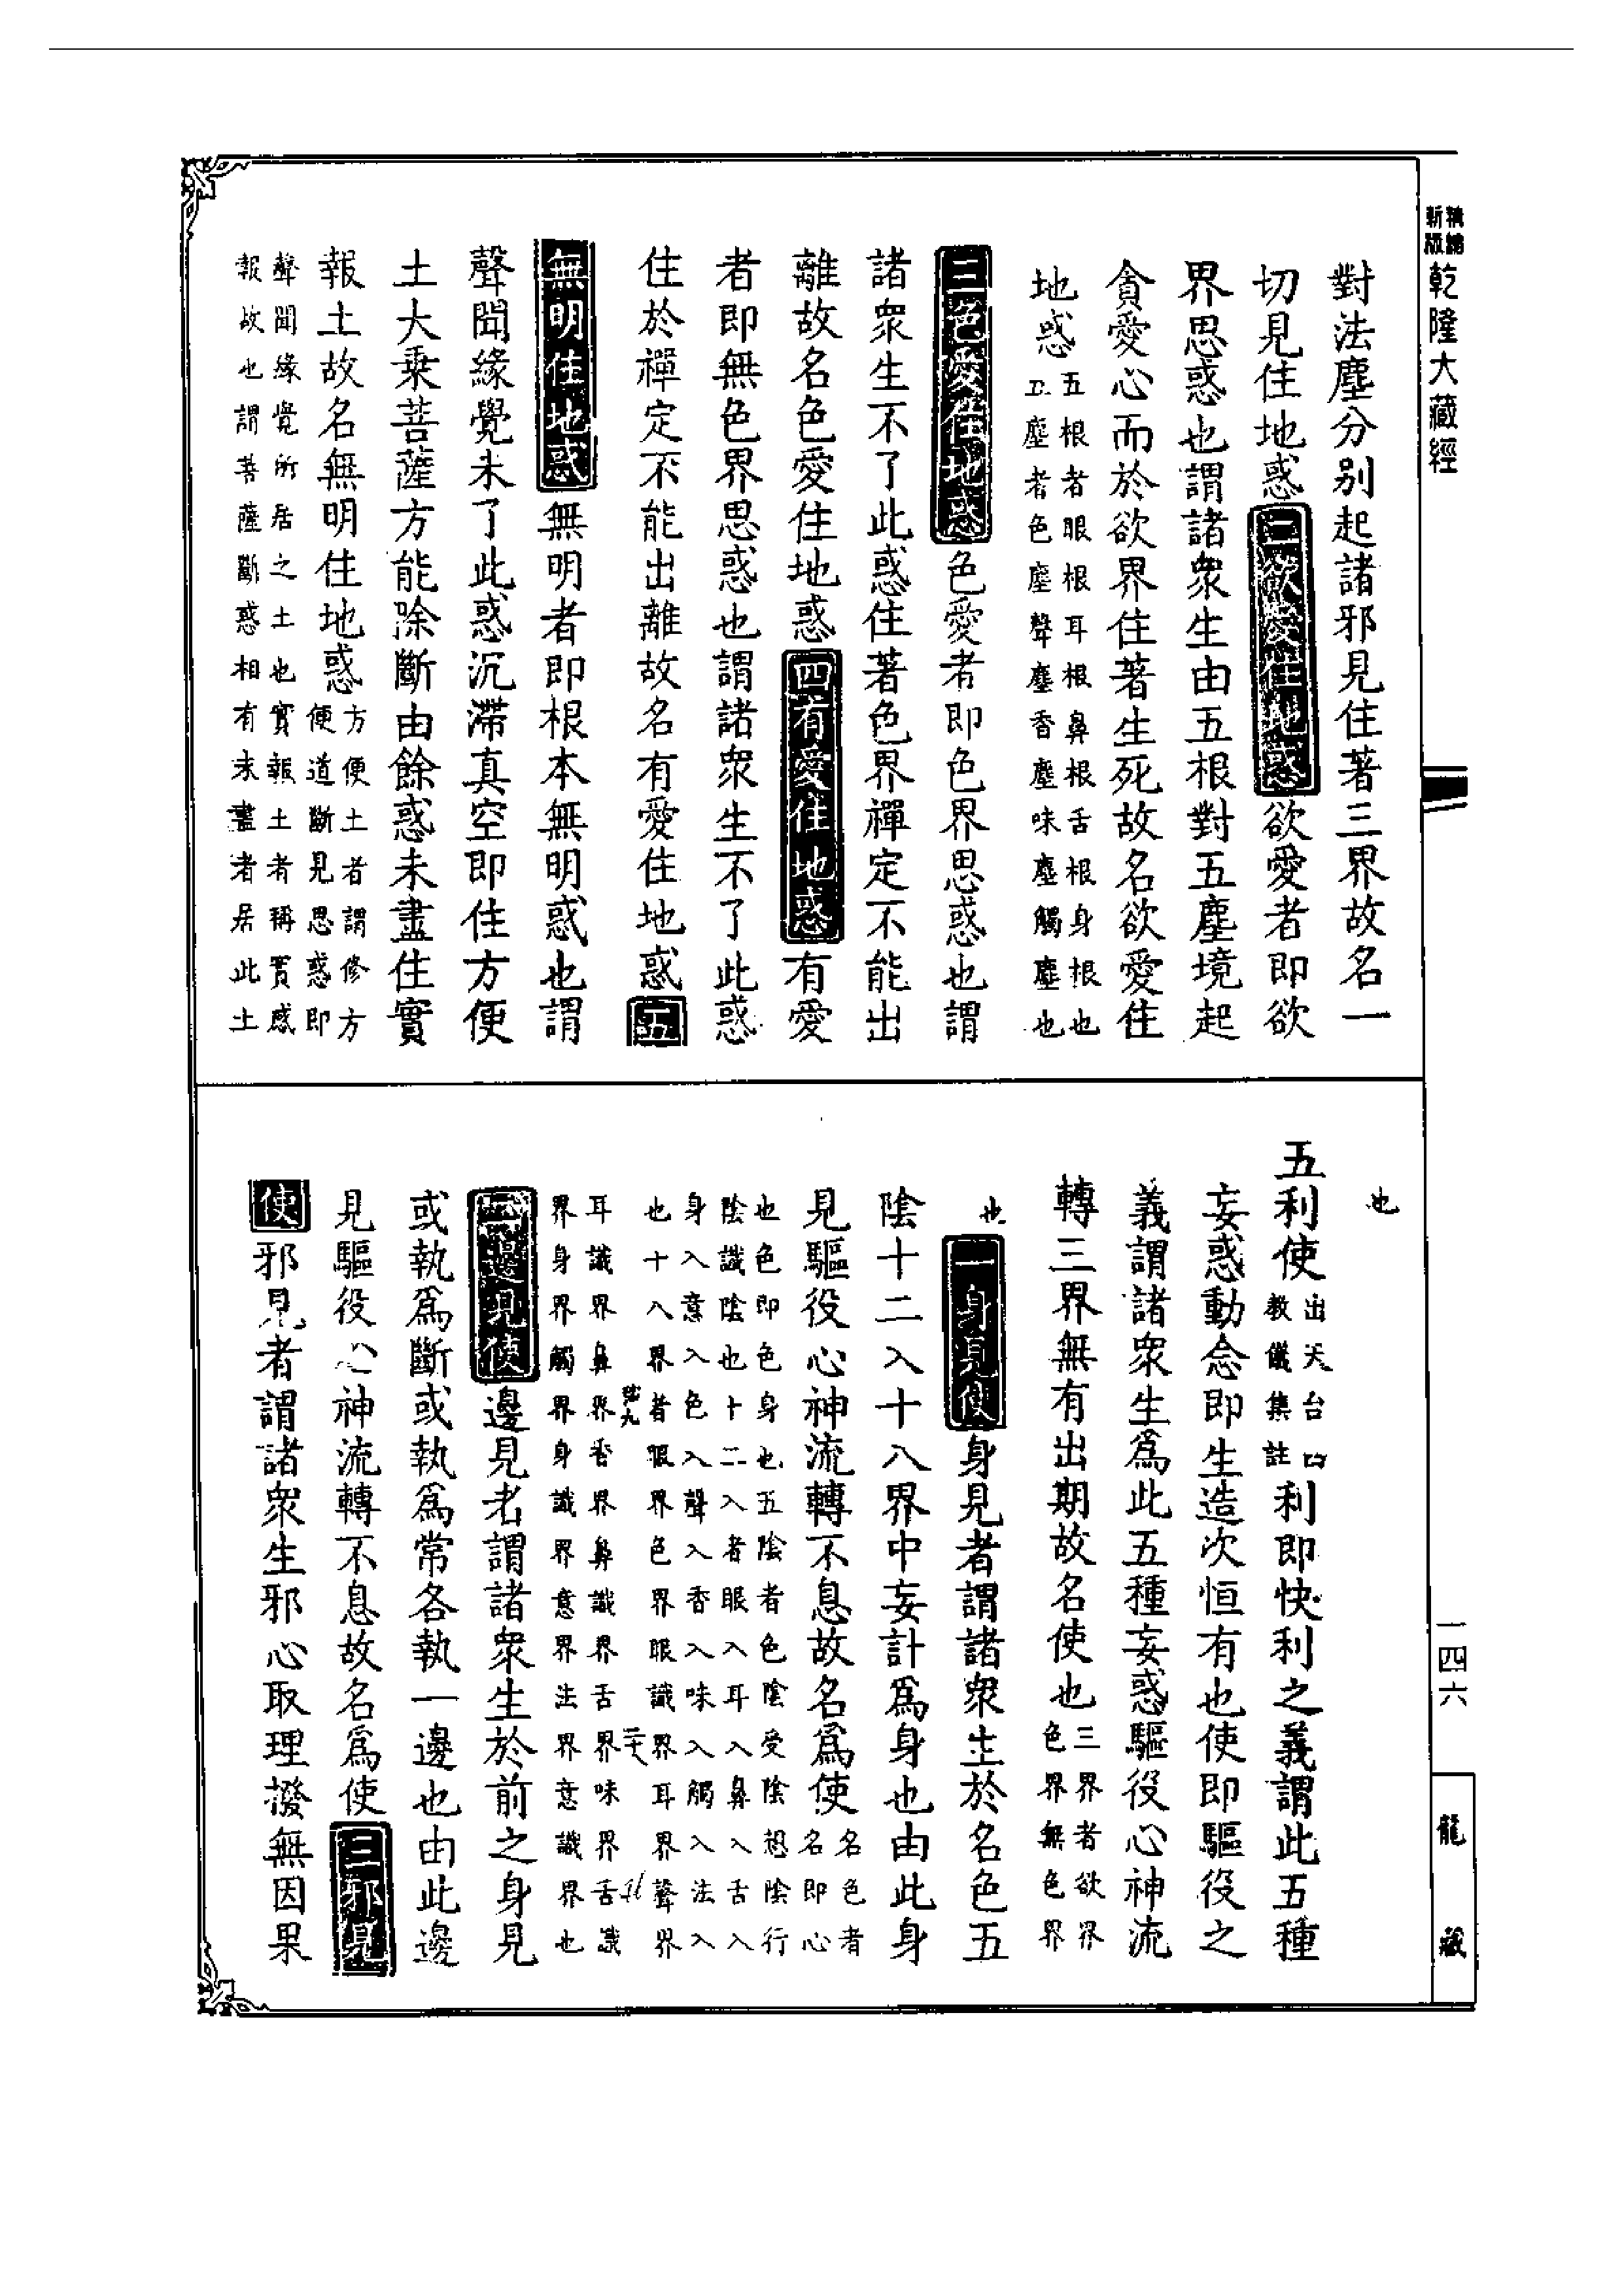 精縮
新版
乾隆大藏經
對法塵分别起諸邪見住著三界故名一
切見住地惑二欲愛住地惑欲愛者即欲
界思惑也謂諸衆生由五根對五塵境起
貪愛心而於欲界住著生死故名欲愛住
地惑五根者眼根耳根鼻根舌根身根也
五塵者色塵聲塵香塵味塵觸塵也
三色愛住地惑色愛者即色界思惑也謂
諸衆生不了此惑住著色界禪定不能出
離故名色愛住地惑四有愛住地惑有愛
者即無色界思惑也謂諸衆生不了此惑
住於禪定不能出離故名有愛住地惑五
無明住地惑無明者即根本無明惑也謂
聲聞緣覺未了此惑沉滯真空即住方便
土大乗菩薩方能除斷由餘惑未盡住實
報土故名無明住地惑方便土者謂修方
便道斷見思惑即
聲聞緣覺所居之土也實報土者稱實感
報故也謂菩薩斷惑相有未盡者居此土
也
五利使出天台四
教儀集註利即快利之義謂此五種
妄惑動念即生造次恒有也使即驅役之
義謂諸衆生爲此五種妄惑驅役心神流
轉三界無有出期故名使也三界者欲界
色界無色界
也一身見使身見者謂諸衆生於名色五
陰十二入十八界中妄計爲身也由此身
見驅役心神流轉不息故名爲使名色者
名即心
也色即色身也五陰者色陰受陰想陰行
陰識陰也十二入者眼入耳入鼻入舌入
身入意入色入聲入香入味入觸入法入
也十八界者眼界色界眼識界耳界聲界
耳識界鼻界香界鼻識界舌界味界舌識
界身界觸界身識界意界法界意識界也
二邊見使邊見者謂諸衆生於前之身見
或執爲斷或執爲常各執一邊也由此邊
見驅役心神流轉不息故名爲使三邪見
使邪見者謂諸衆生邪心取理撥無因果
一四六
龍藏